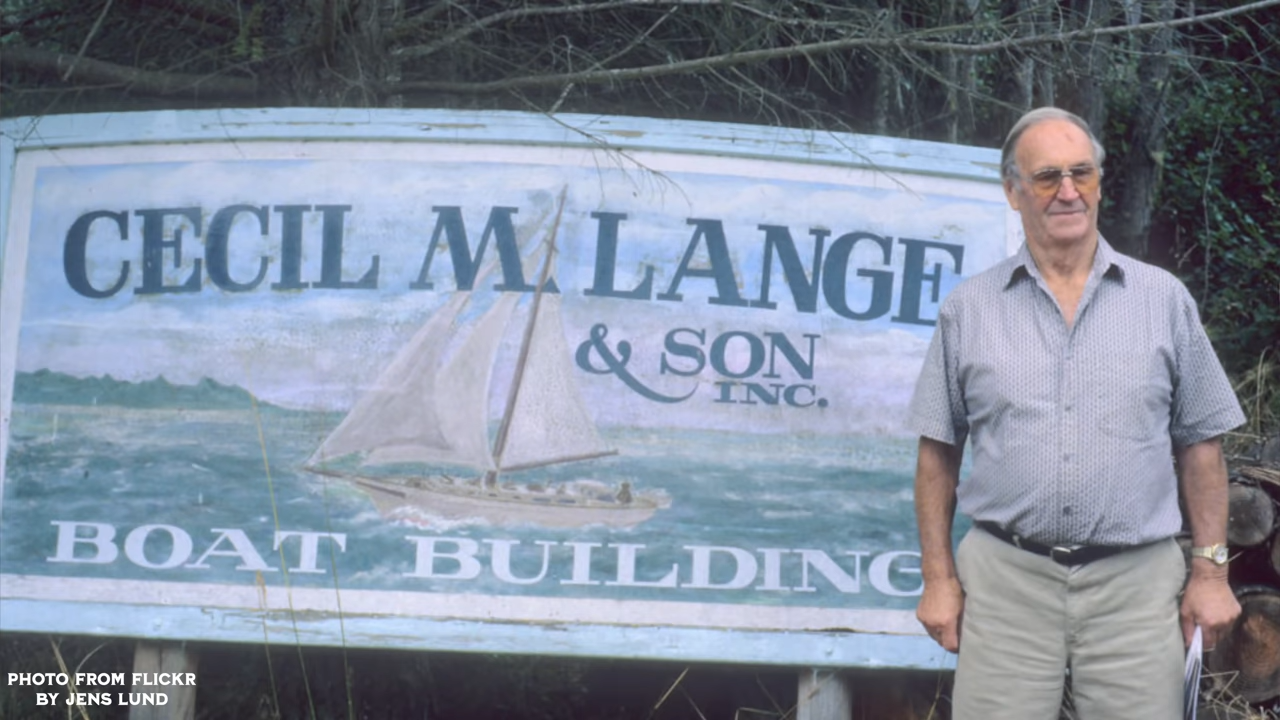 CECIL M. LANGE
& SON
INC.
BOAT BUILDING
PHOTO FROM FLICKR
BY JENS LUND